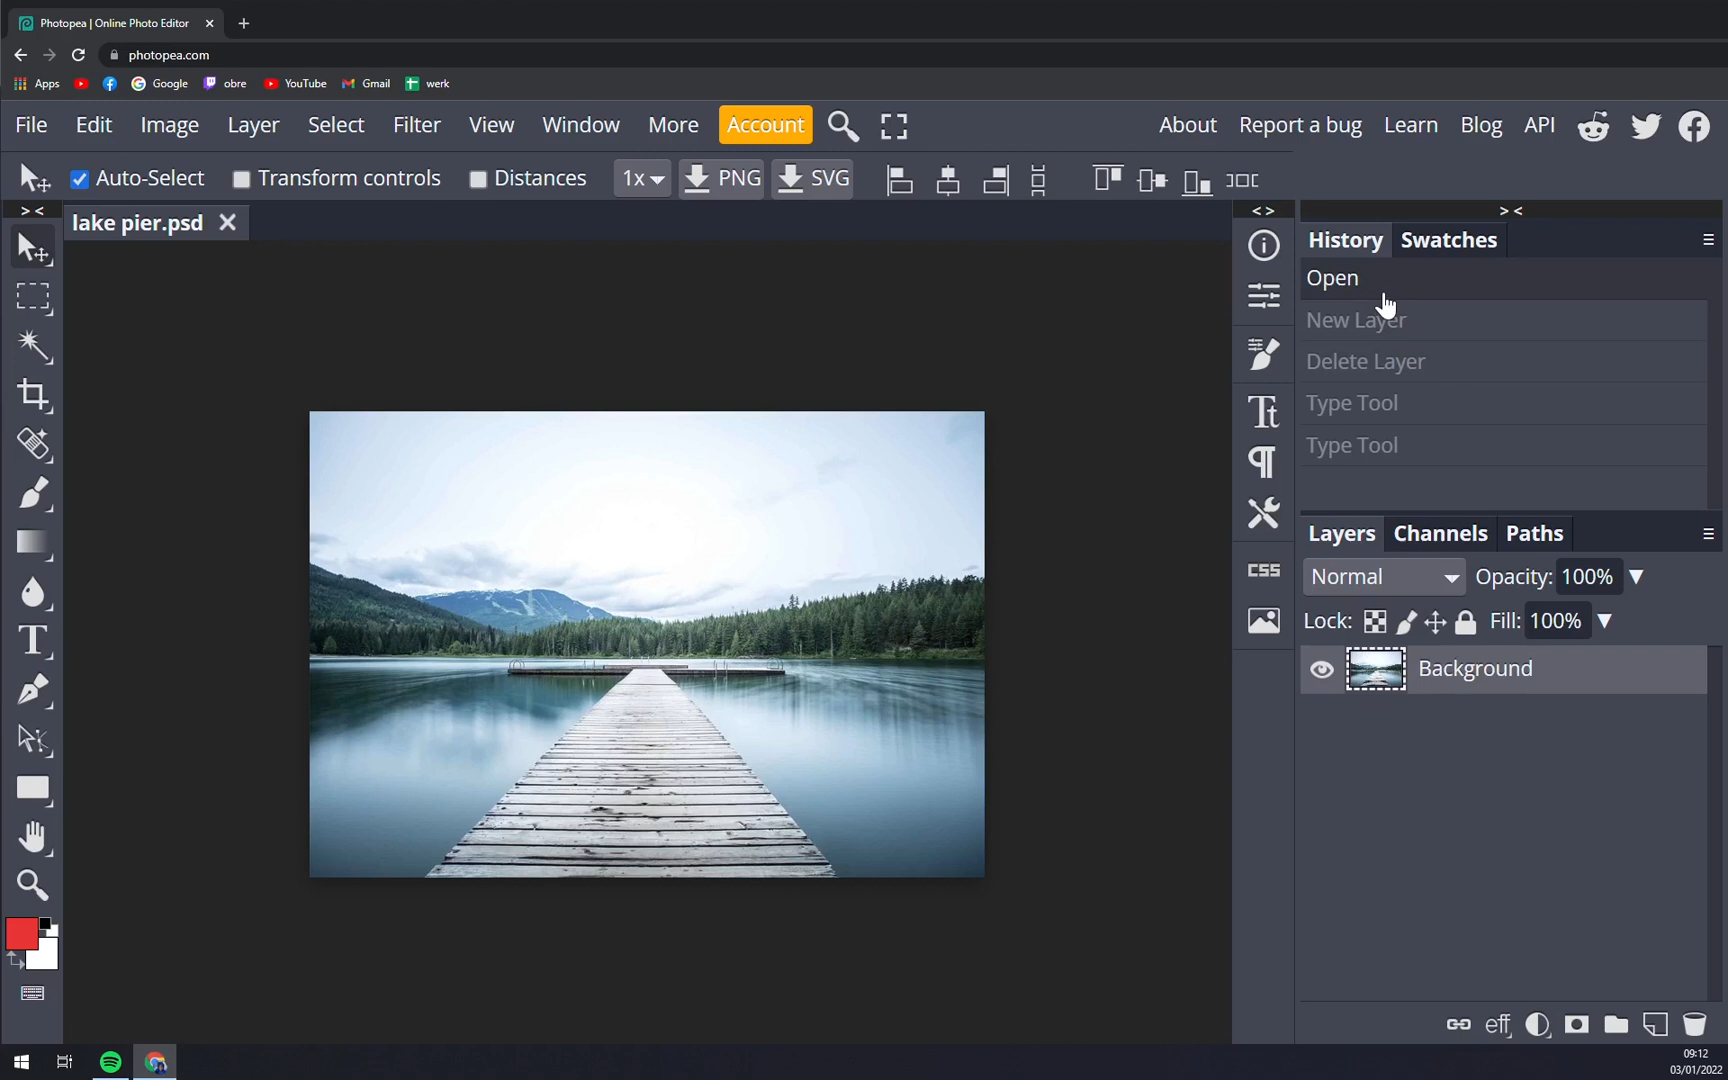 Photopea | Online Photo Editor
photopea.com
Apps Google obre YouTube Gmail werk
File Edit Image Layer Select Filter View Window More Account About Report a bug Learn Blog API
Auto-Select Transform controls Distances 1x PNG SVG
lake pier.psd
History Swatches
Open
New Layer
Delete Layer
Type Tool
Type Tool
Layers Channels Paths
CSS
Normal Opacity: 100%
Lock: Fill: 100%
Background
eff
09:12
03/01/2022